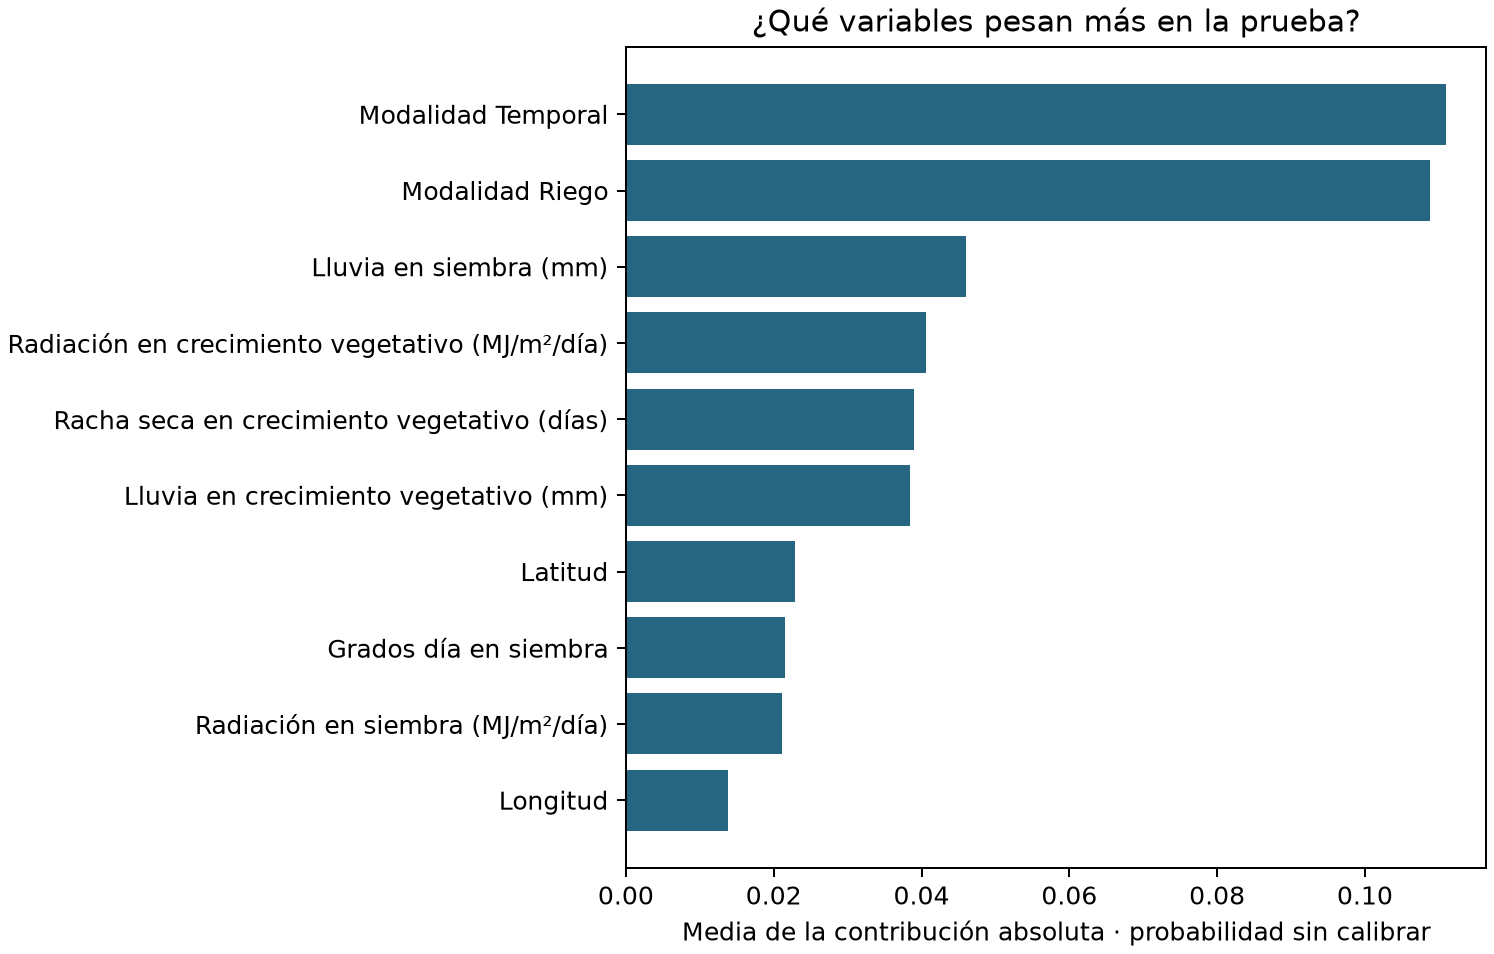 ¿Qué variables pesan más en la prueba?
Modalidad Temporal
Modalidad Riego
Lluvia en siembra (mm)
Radiación en crecimiento vegetativo (MJ/m²/día)
Racha seca en crecimiento vegetativo (días)
Lluvia en crecimiento vegetativo (mm)
Latitud
Grados día en siembra
Radiación en siembra (MJ/m²/día)
Longitud
0.00 0.02 0.04 0.06 0.08 0.10
Media de la contribución absoluta · probabilidad sin calibrar